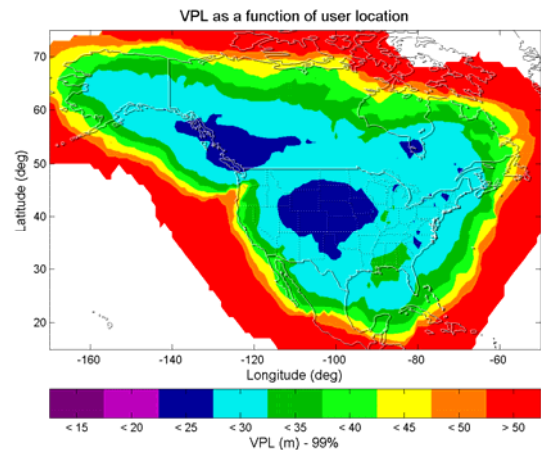 VPL as a function of user location
70
60
50
40
30
20
Latitude (deg)
-160 -140 -120 -100 -80 -60
Longitude (deg)
< 15 < 20 < 25 < 30 < 35 < 40 < 45 < 50 > 50
VPL (m) - 99%